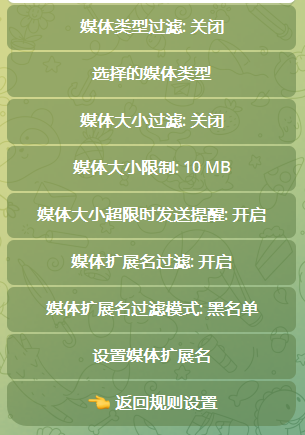 媒体类型过滤: 关闭
选择的媒体类型
媒体大小过滤: 关闭
媒体大小限制: 10 MB
媒体大小超限时发送提醒: 开启
媒体扩展名过滤: 开启
媒体扩展名过滤模式: 黑名单
设置媒体扩展名
👈 返回规则设置